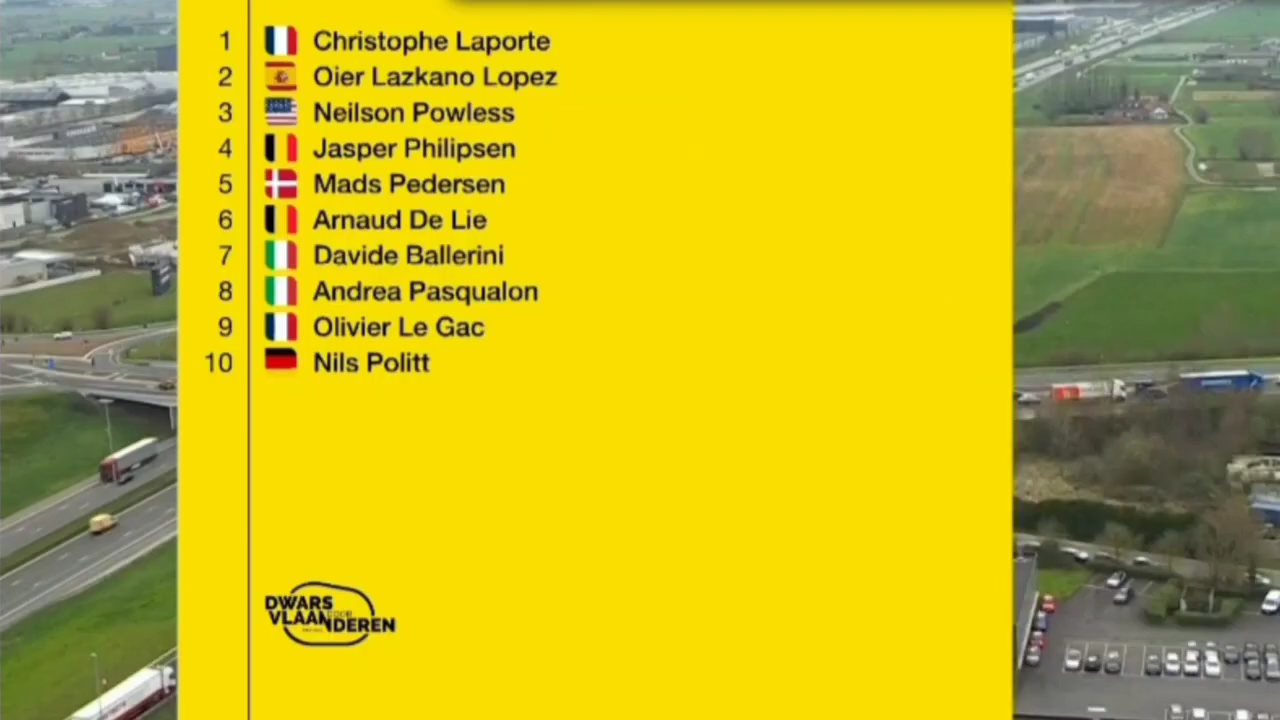 1 Christophe Laporte
2 Oier Lazkano Lopez
3 Neilson Powless
4 Jasper Philipsen
5 Mads Pedersen
6 Arnaud De Lie
7 Davide Ballerini
8 Andrea Pasqualon
9 Olivier Le Gac
10 Nils Politt
DWARS
DOOR
VLAANDEREN